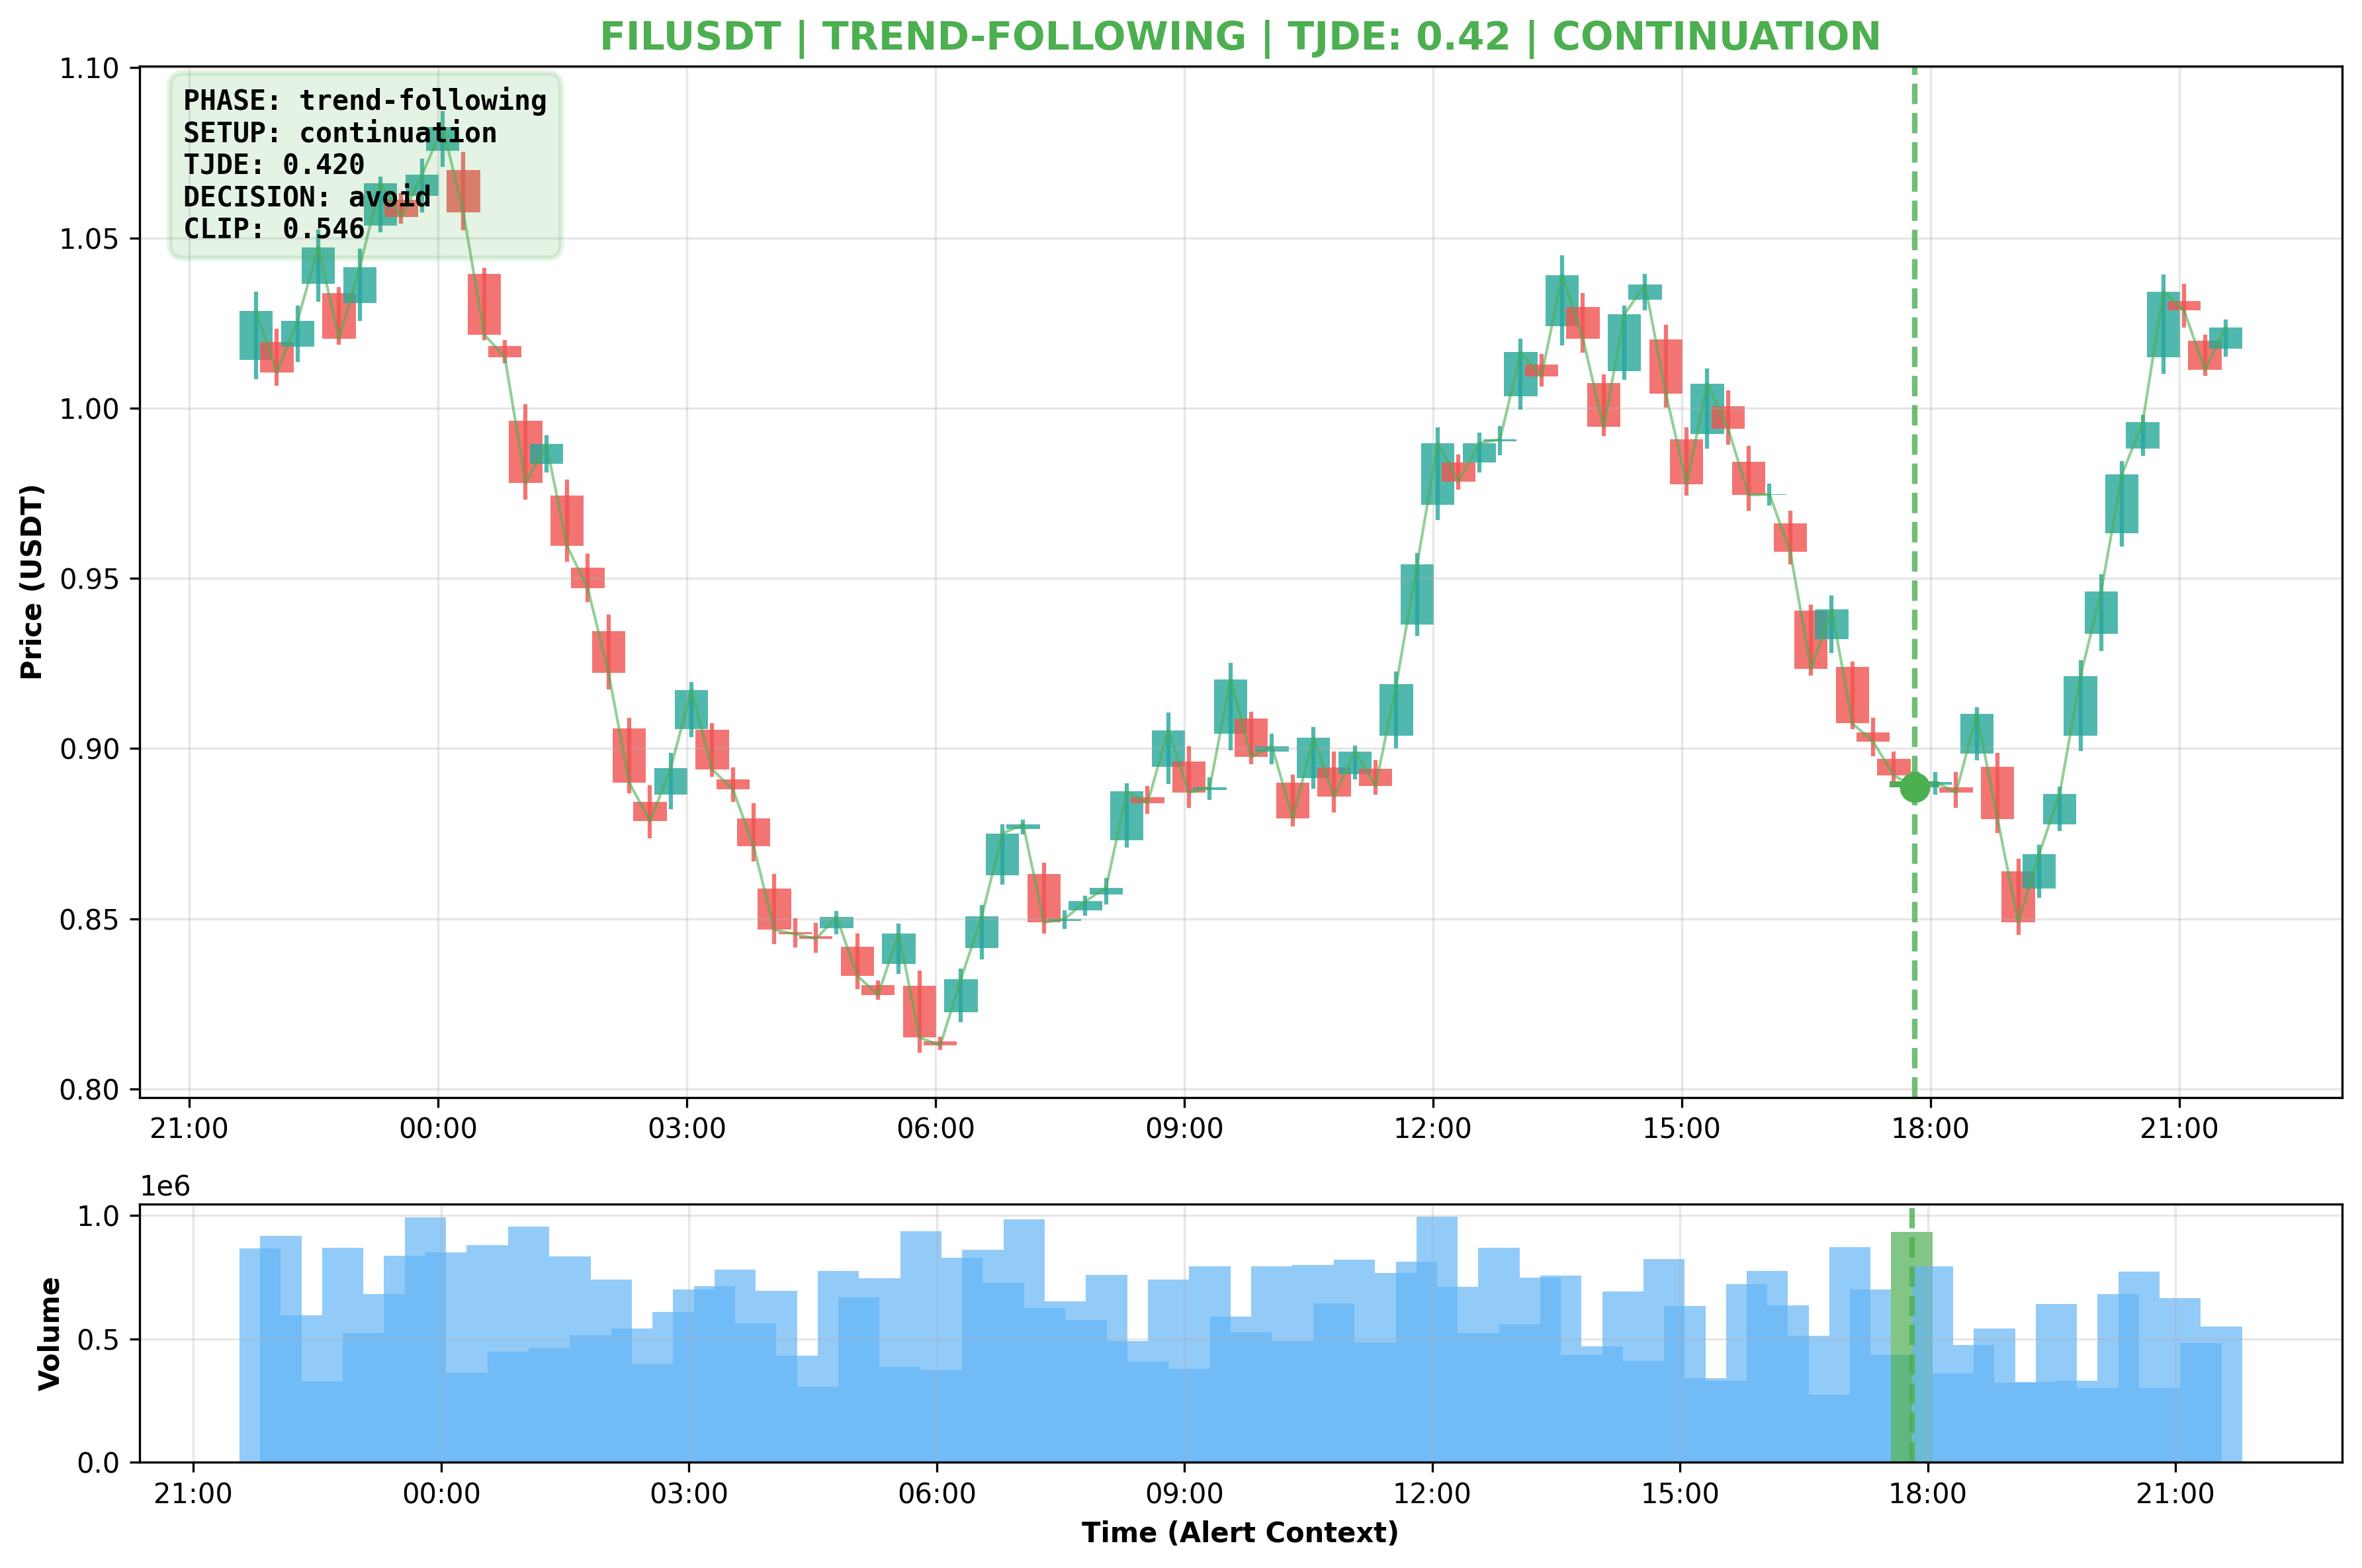 FILUSDT | TREND-FOLLOWING | TJDE: 0.42 | CONTINUATION
PHASE: trend-following
SETUP: continuation
TJDE: 0.420
DECISION: avoid
CLIP: 0.546
Price (USDT)
1.10
1.05
1.00
0.95
0.90
0.85
0.80
21:00 00:00 03:00 06:00 09:00 12:00 15:00 18:00 21:00
1e6
Volume
1.0
0.5
0.0
21:00 00:00 03:00 06:00 09:00 12:00 15:00 18:00 21:00
Time (Alert Context)